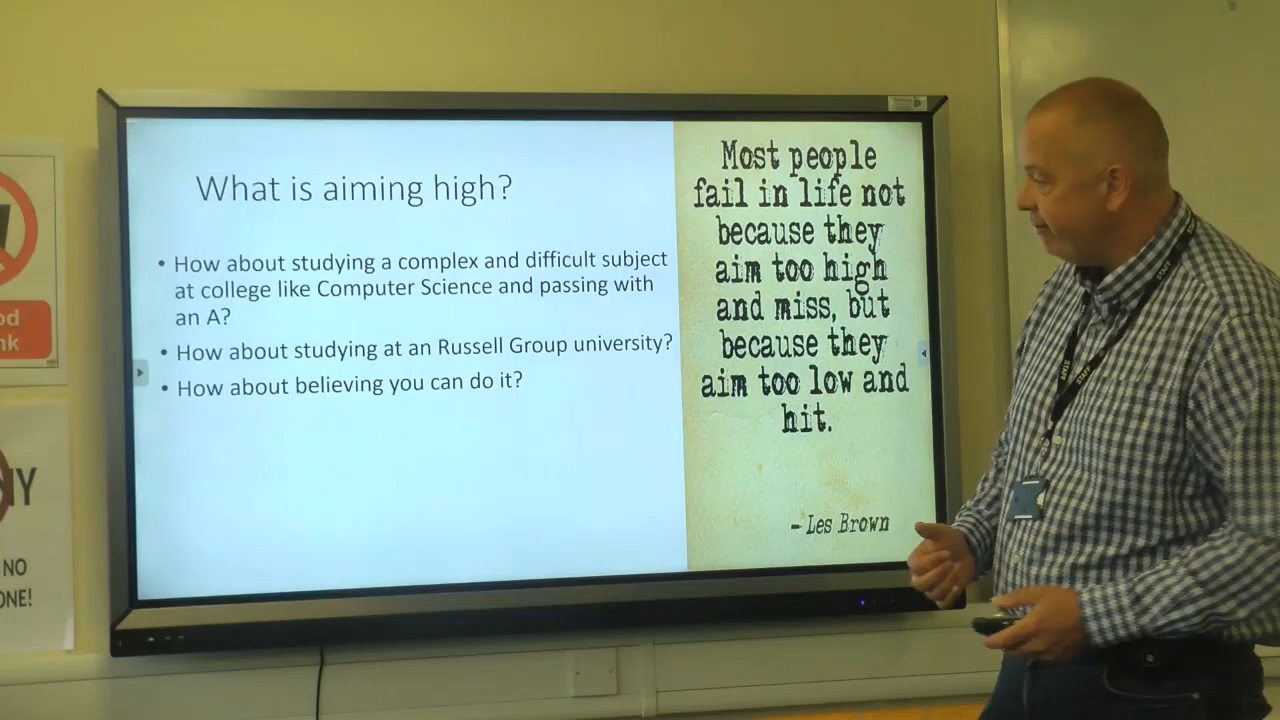 What is aiming high?
• How about studying a complex and difficult subject
at college like Computer Science and passing with
an A?
• How about studying at an Russell Group university?
• How about believing you can do it?
Most people
fail in life not
because they
aim too high
and miss, but
because they
aim too low and
hit.
- Les Brown
STAFF
STAFF
STAFF
NO